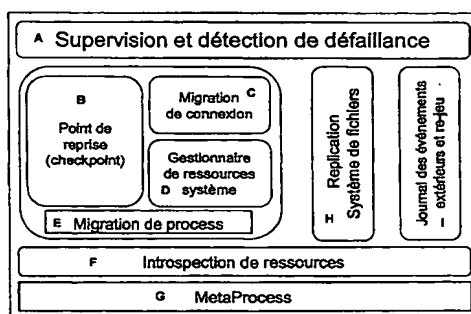 A Supervision et détection de défaillance
B
Point de
reprise
(checkpoint)
Migration C
de connexion
Gestionnaire
de ressources
D système
E Migration de process
H Replication
Système de fichiers
Journal des événements
extérieurs et re-jeu I
F Introspection de ressources
G MetaProcess